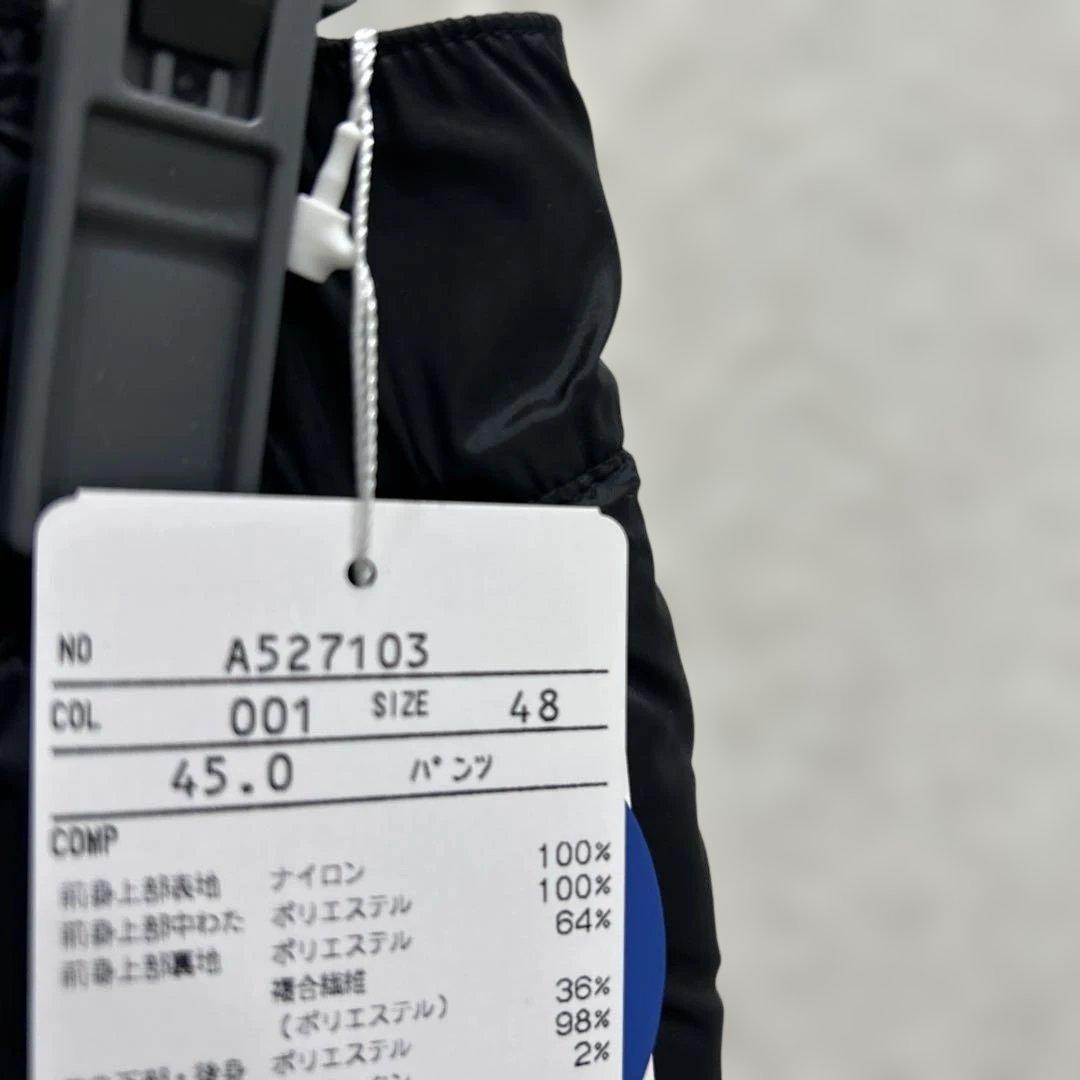 NO A527103
COL 001 SIZE 48
45.0 パンツ
COMP
前身上部表地 ナイロン 100%
前身上部中わた ポリエステル 100%
前身上部裏地 ポリエステル 64%
複合繊維
(ポリエステル) 36%
ポリエステル 98%
2%